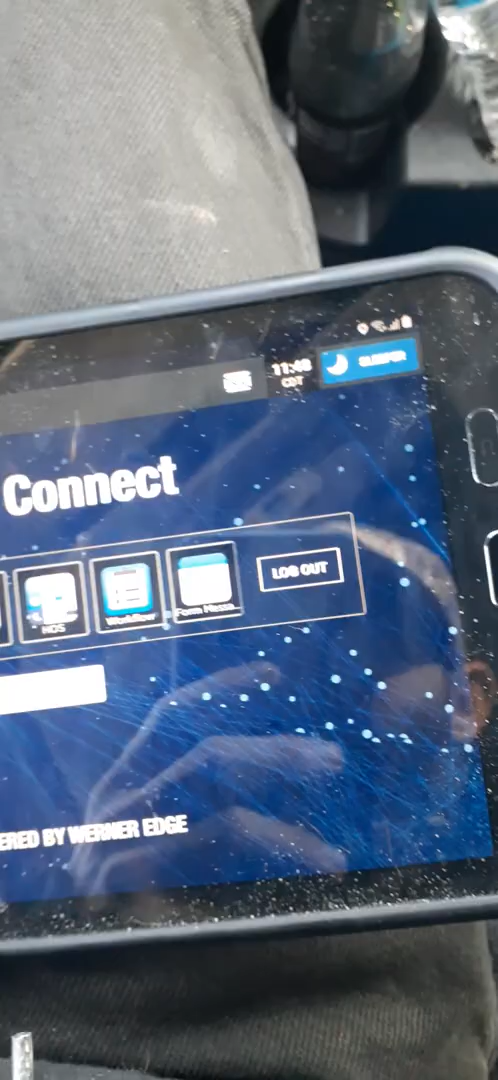 11:48
CDT
SLEEPER
Connect
HOS
Workflow
Form Messa...
LOG OUT
ERED BY WERNER EDGE